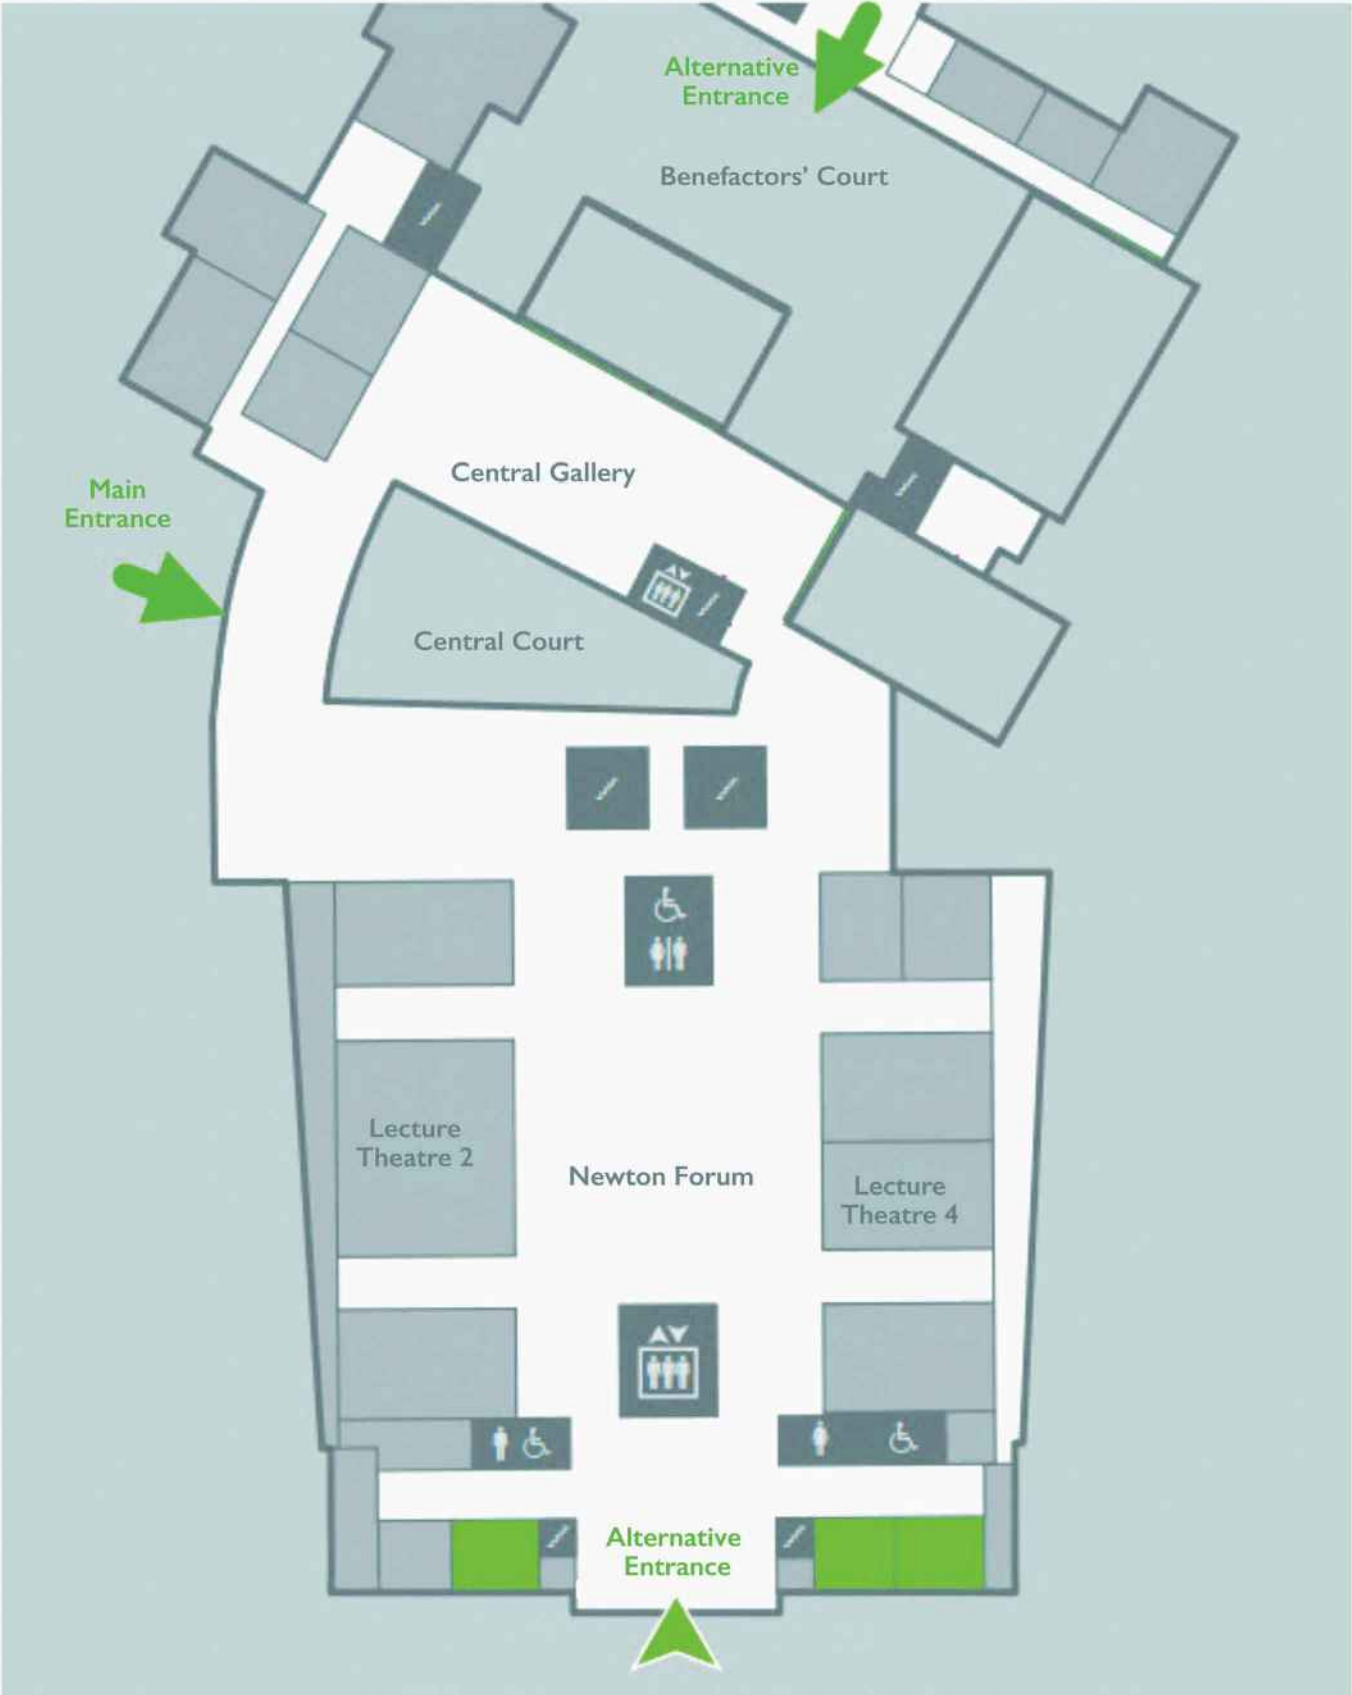 Alternative
Entrance
Benefactors’ Court
Central Gallery
Main
Entrance
Central Court
Lecture
Theatre 2
Newton Forum
Lecture
Theatre 4
Alternative
Entrance